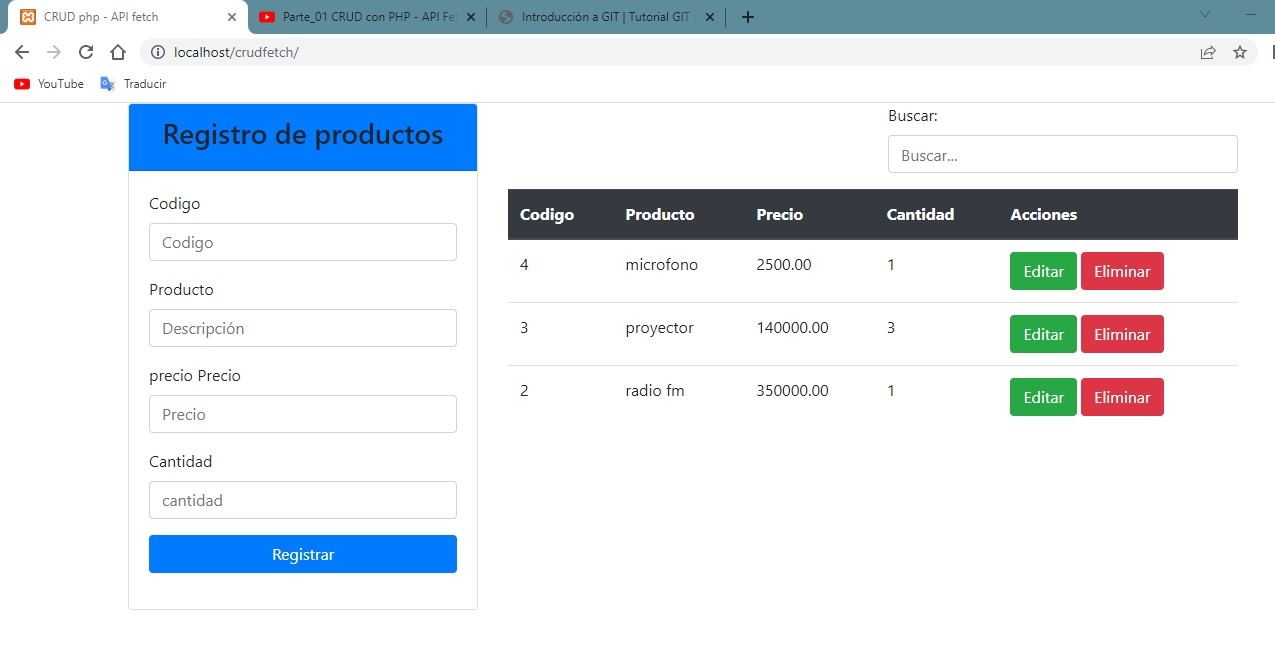 CRUD php - API fetch
Parte_01 CRUD con PHP - API Fet
Introducción a GIT | Tutorial GIT
localhost/crudfetch/
YouTube
Traducir
Registro de productos
Codigo
Codigo
Producto
Descripción
precio Precio
Precio
Cantidad
cantidad
Registrar
Buscar:
Buscar...
Codigo Producto Precio Cantidad Acciones
4 microfono 2500.00 1 Editar Eliminar
3 proyector 140000.00 3 Editar Eliminar
2 radio fm 350000.00 1 Editar Eliminar